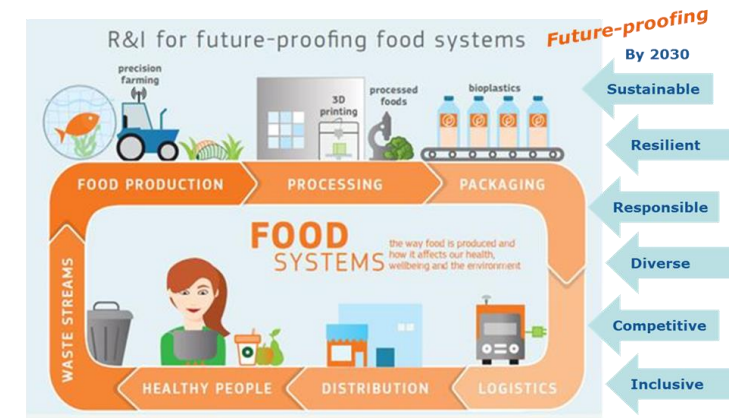 R&I for future-proofing food systems
Future-proofing
By 2030
precision
farming
3D
printing
processed
foods
bioplastics
FOOD PRODUCTION
PROCESSING
PACKAGING
FOOD
SYSTEMS
the way food is produced and
how it affects our health,
wellbeing and the environment
WASTE STREAMS
HEALTHY PEOPLE
DISTRIBUTION
LOGISTICS
Sustainable
Resilient
Responsible
Diverse
Competitive
Inclusive